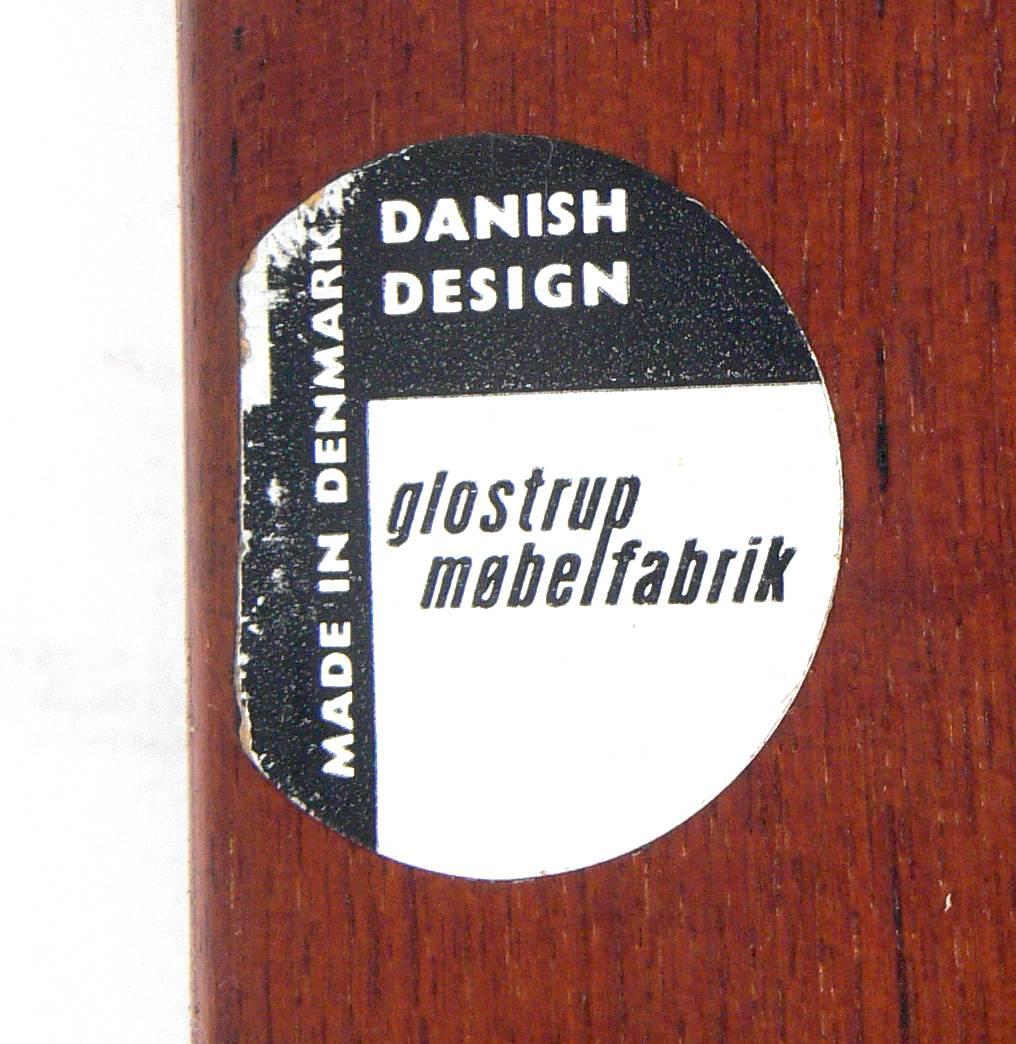 DANISH
DESIGN
MADE IN DENMARK
glostrup
møbelfabrik